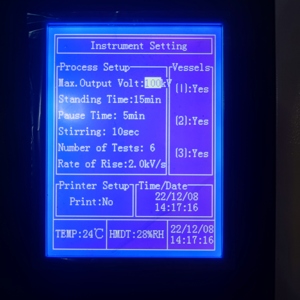 Instrument Setting
Process Setup
Max.Output Volt:100kV
Standing Time:15min
Pause Time: 5min
Stirring: 10sec
Number of Tests: 6
Rate of Rise:2.0kV/s
Vessels
(1):Yes
(2):Yes
(3):Yes
Printer Setup
Print:No
Time/Date
22/12/08
14:17:16
TEMP:24℃
HMDT:28%RH
22/12/08
14:17:16